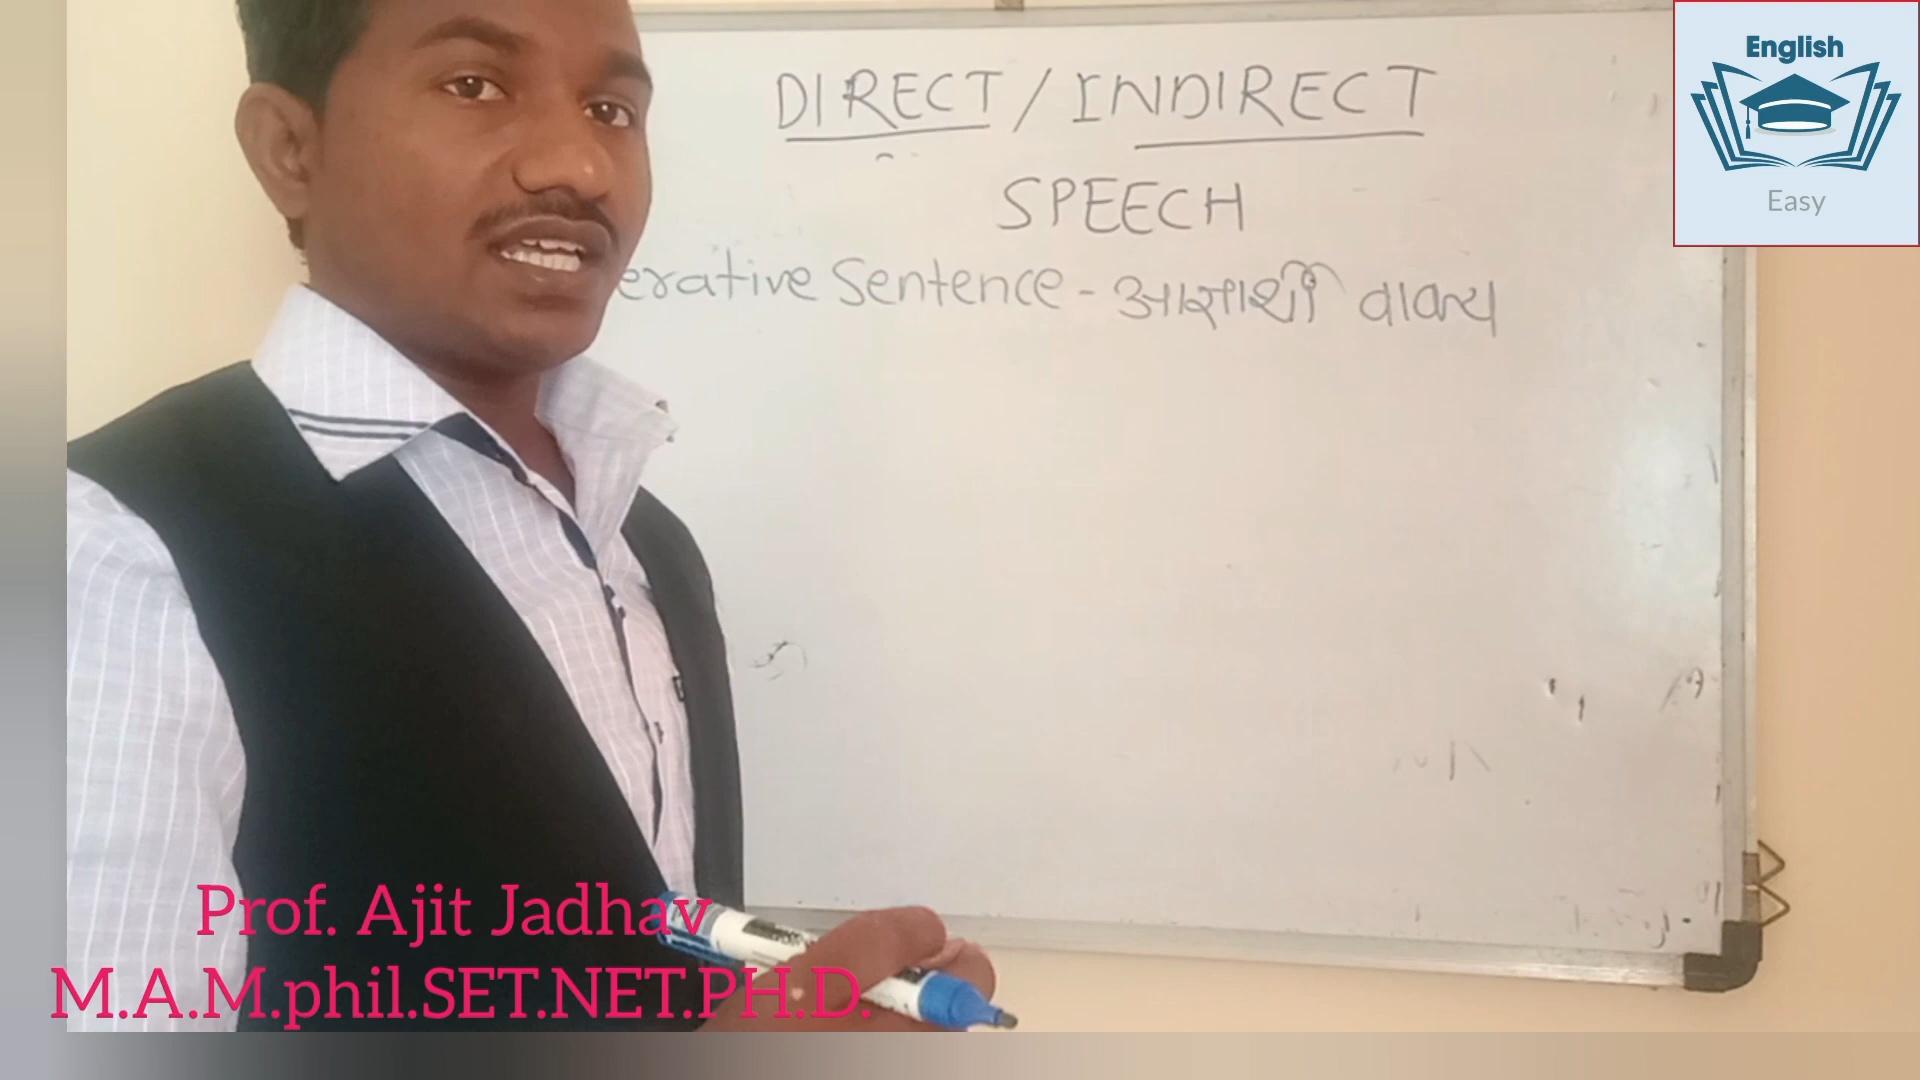 English
Easy
DIRECT / INDIRECT
SPEECH
erative Sentence - आज्ञार्थी वाक्य
Prof. Ajit Jadhav
M.A.M.phil.SET.NET.PH.D.